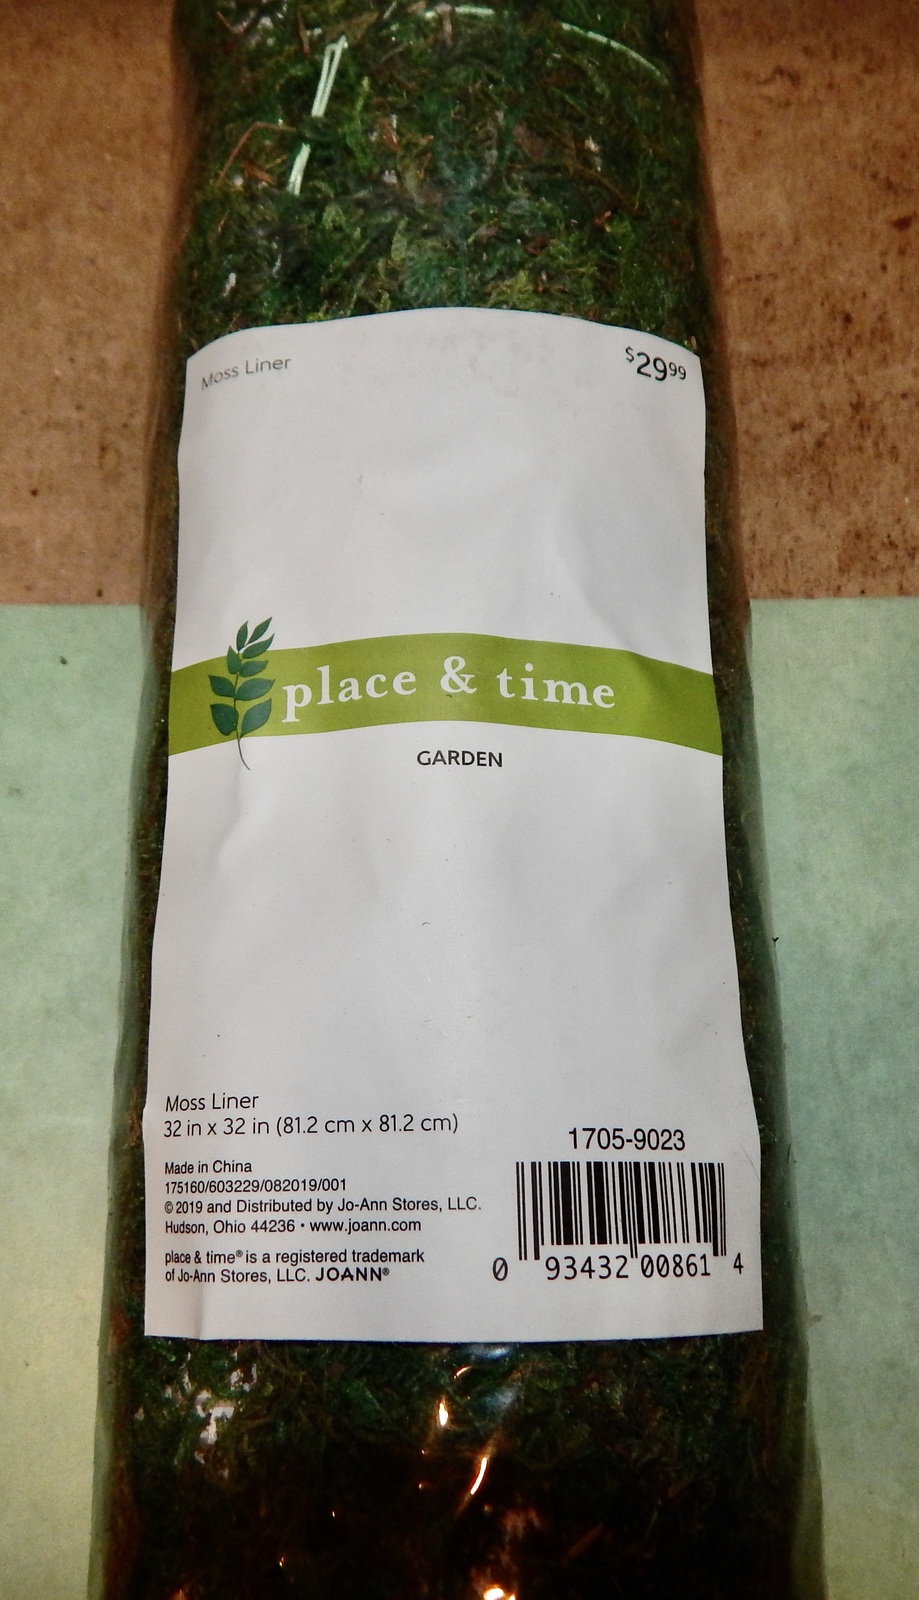 Moss Liner
$29.99
place & time
GARDEN
Moss Liner
32 in x 32 in (81.2 cm x 81.2 cm)
Made in China
175160/603229/082019/001
© 2019 and Distributed by Jo-Ann Stores, LLC.
Hudson, Ohio 44236 • www.joann.com
place & time® is a registered trademark
of Jo-Ann Stores, LLC. JOANN®
1705-9023
0 93432 00861 4